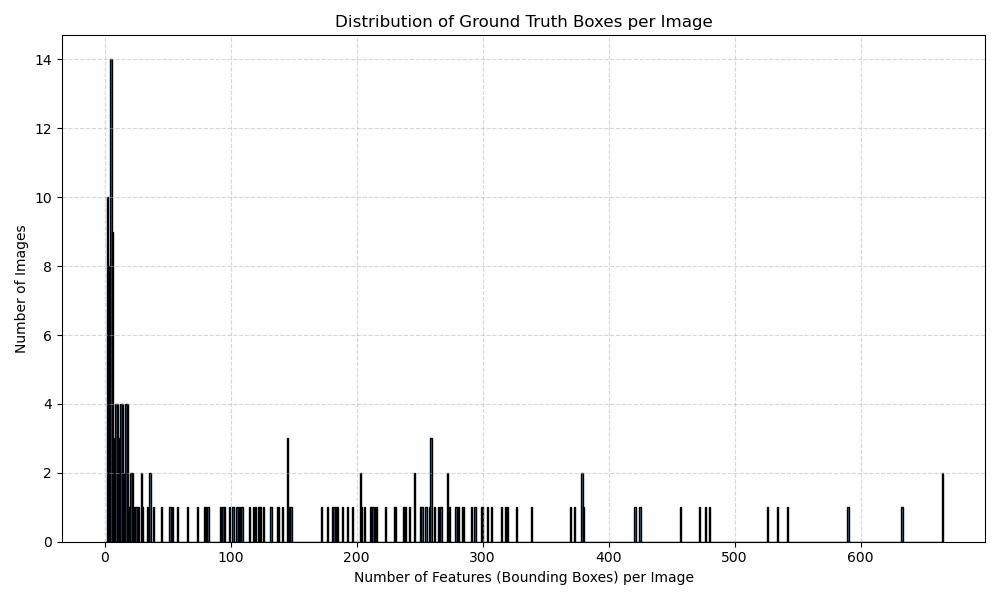 Distribution of Ground Truth Boxes per Image
14
12
10
8
6
4
2
0
Number of Images
0 100 200 300 400 500 600
Number of Features (Bounding Boxes) per Image